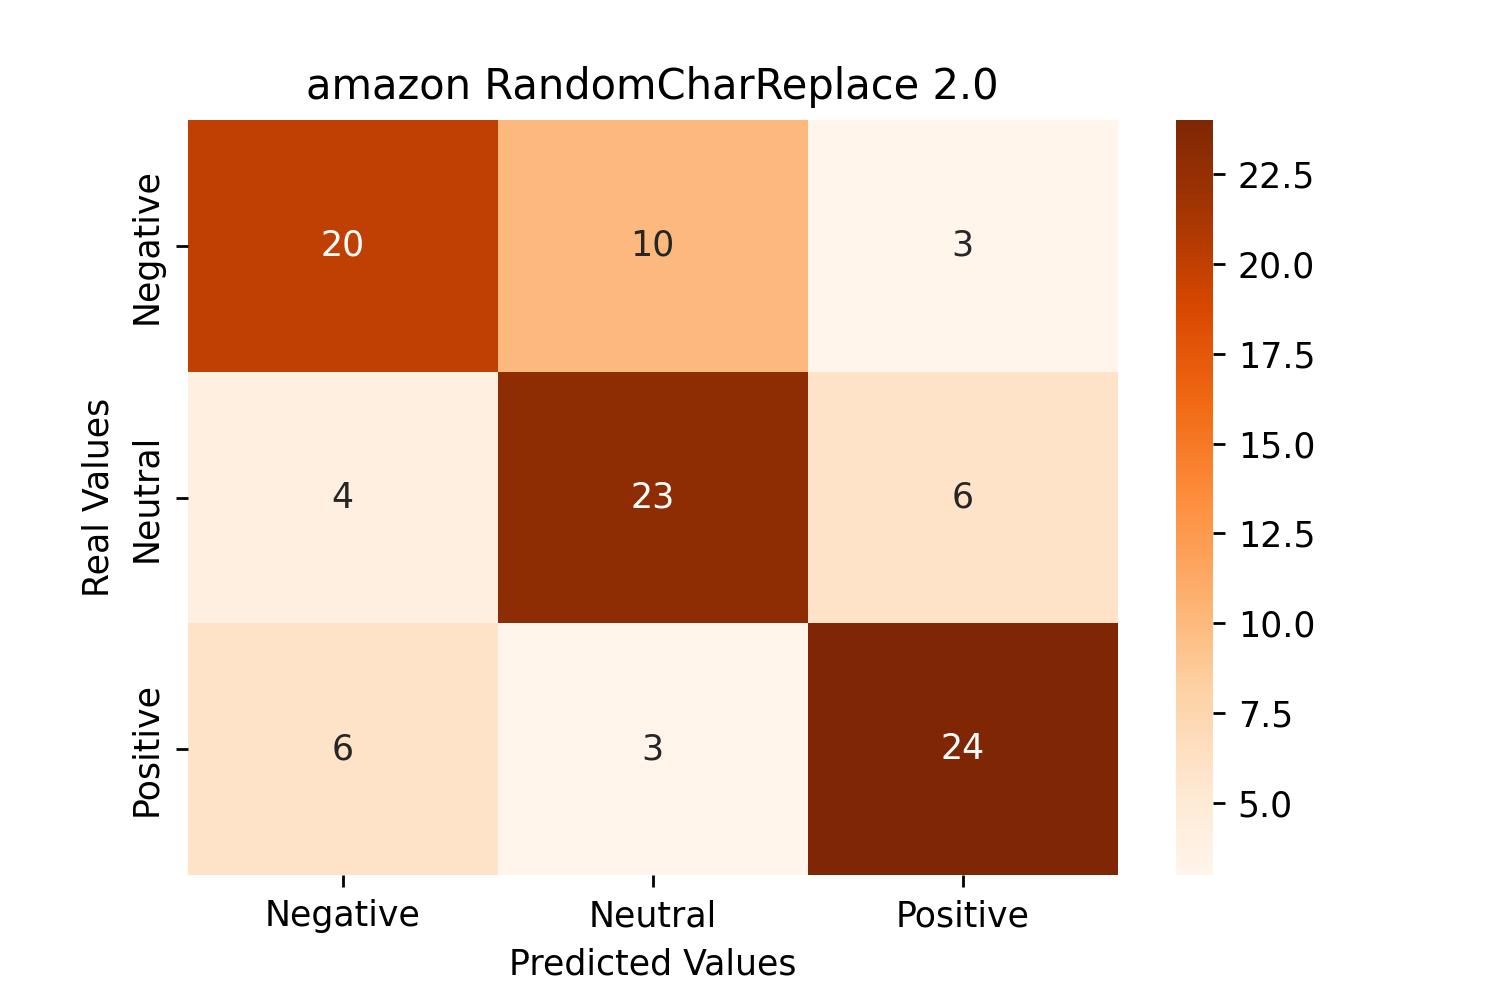 amazon RandomCharReplace 2.0
Real Values
Negative
20 10 3
Neutral
4 23 6
Positive
6 3 24
Negative Neutral Positive
Predicted Values
22.5
20.0
17.5
15.0
12.5
10.0
7.5
5.0